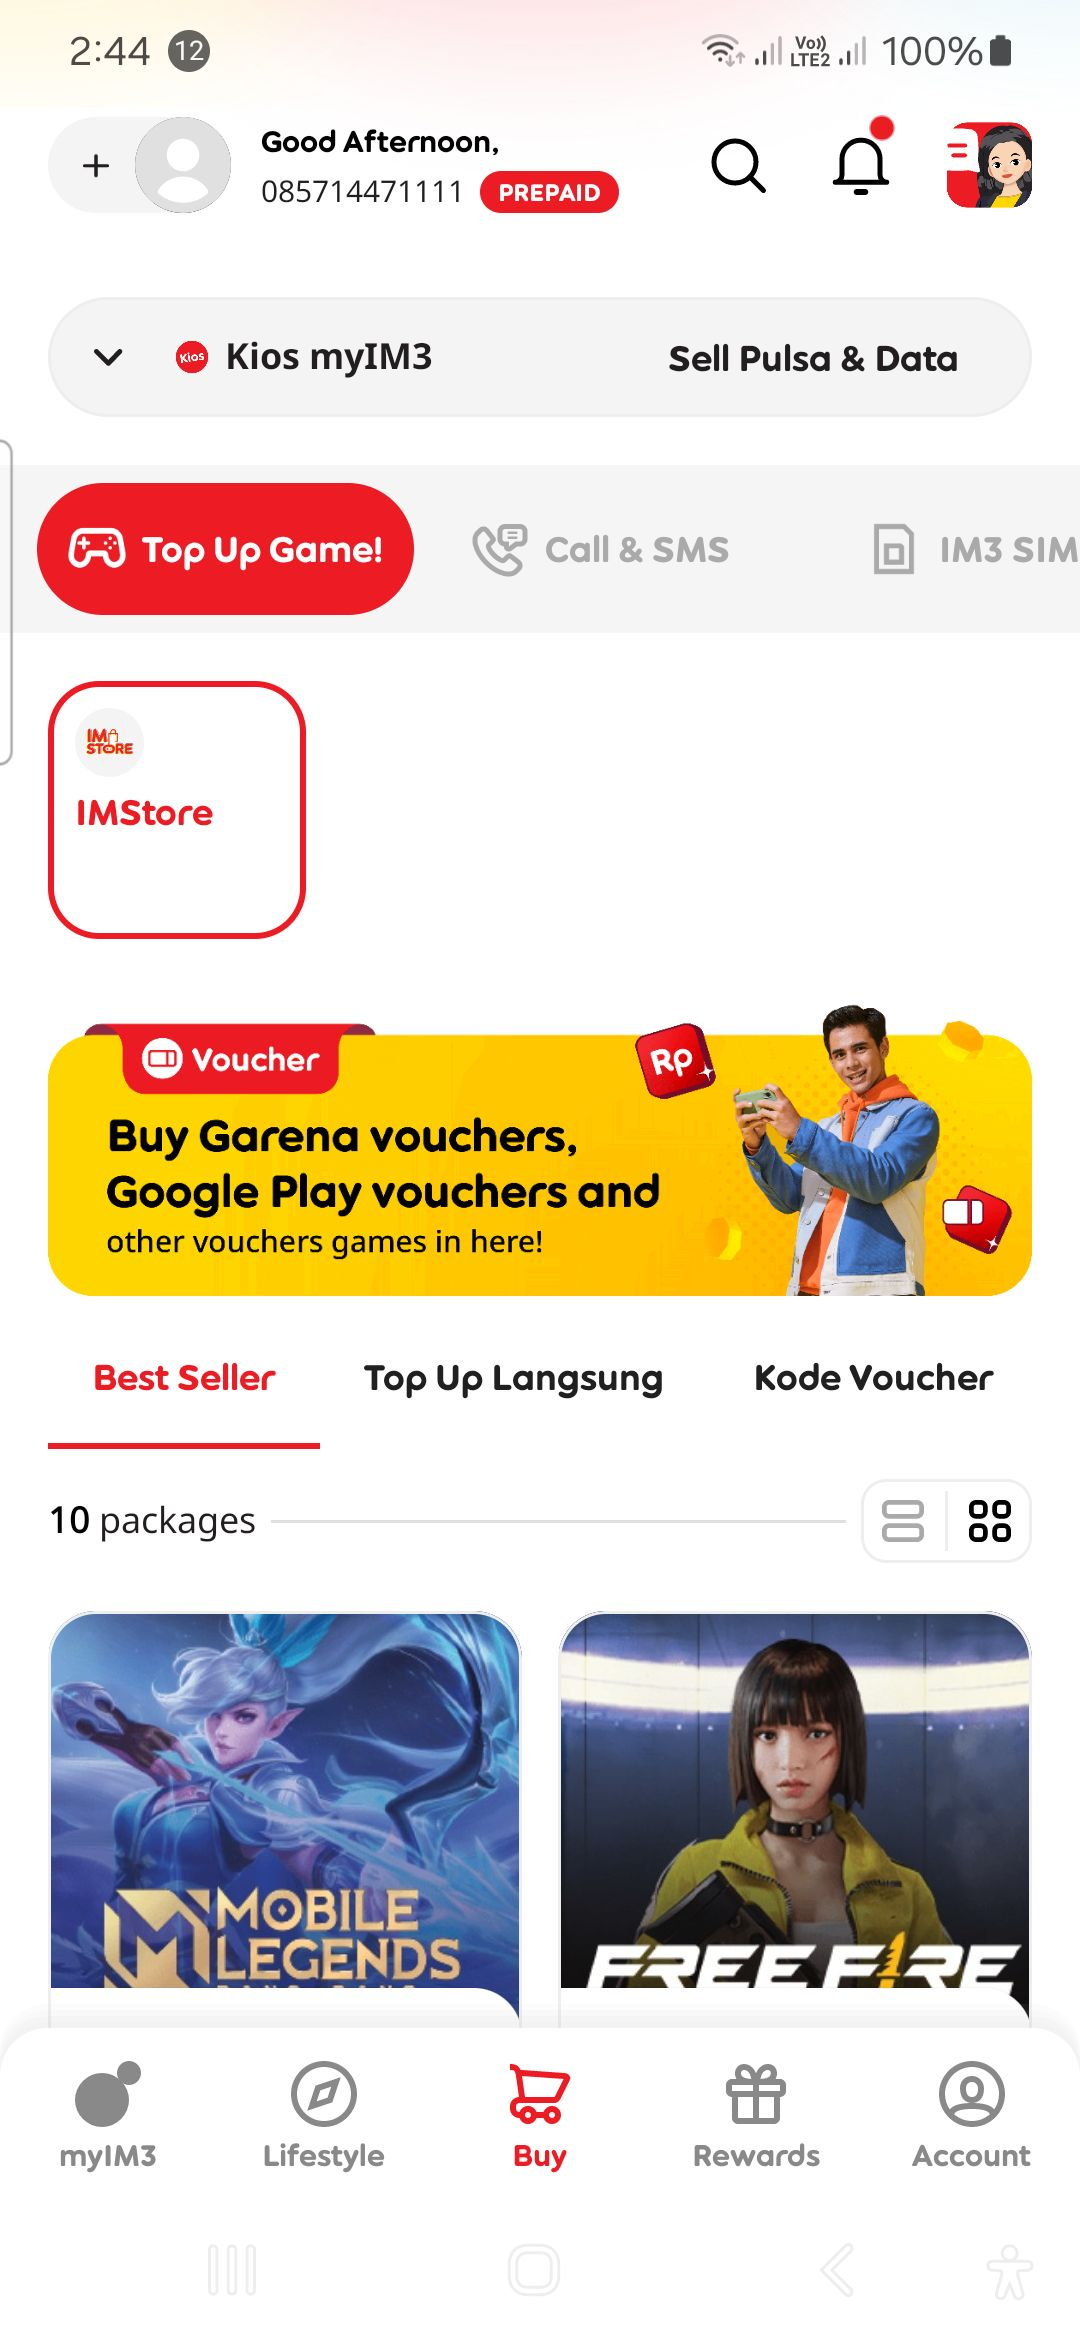 2:44 12 Vo)) LTE2 100%
Good Afternoon,
085714471111 PREPAID
Kios Kios myIM3 Sell Pulsa & Data
Top Up Game! Call & SMS IM3 SIM
IM STORE
IMStore
Voucher
Rp
Buy Garena vouchers,
Google Play vouchers and
other vouchers games in here!
Best Seller Top Up Langsung Kode Voucher
10 packages
MOBILE
LEGENDS
FREE FIRE
myIM3 Lifestyle Buy Rewards Account